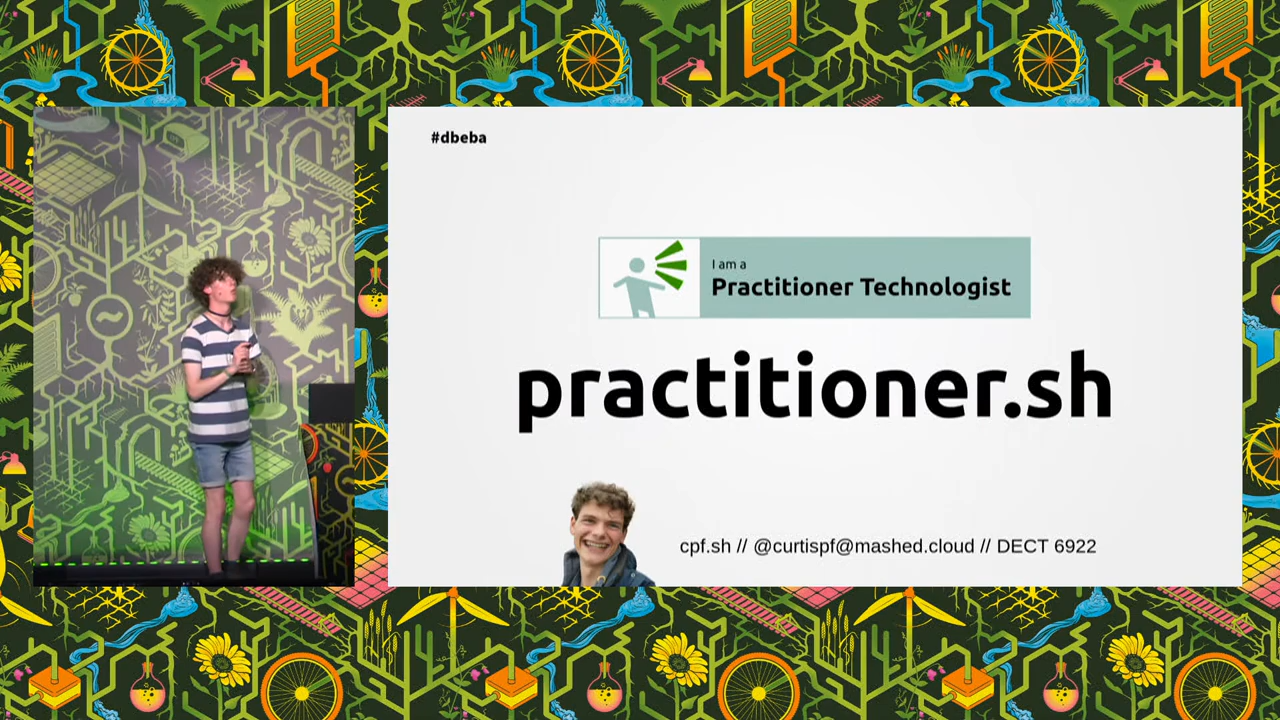 #dbeba
I am a
Practitioner Technologist
practitioner.sh
cpf.sh // @curtispf@mashed.cloud // DECT 6922